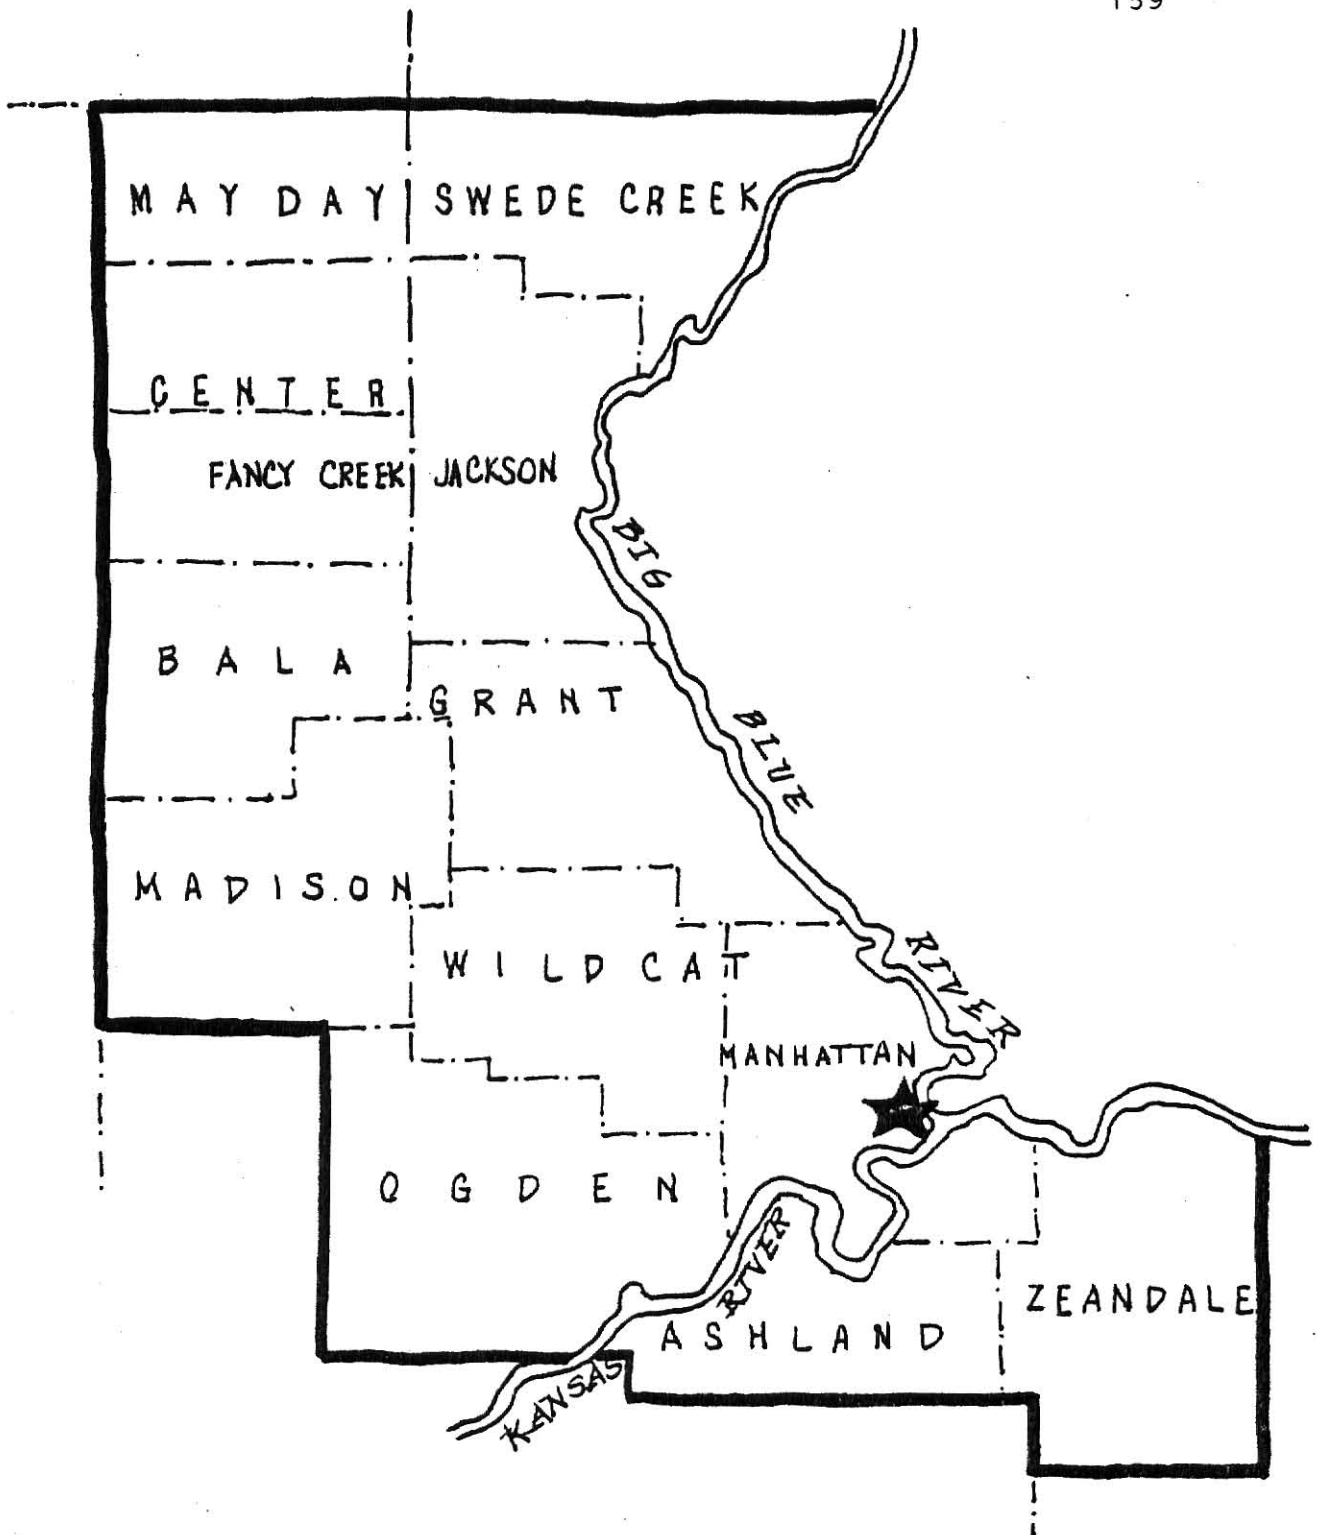 159
MAY DAY
SWEDE CREEK
CENTER
FANCY CREEK
JACKSON
BIG
BALA
GRANT
BLUE
MADISON
WILDCAT
RIVER
MANHATTAN
OGDEN
RIVER
ZEANDALE
ASHLAND
KANSAS